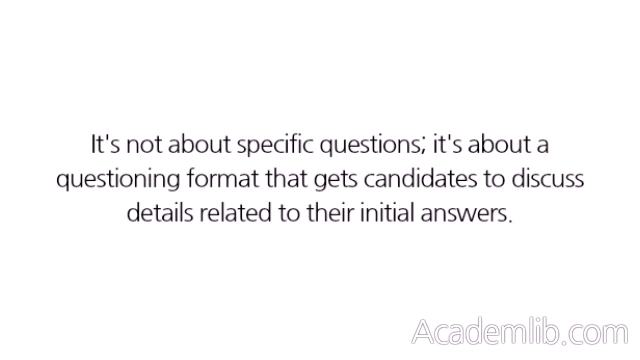 It's not about specific questions; it's about a
questioning format that gets candidates to discuss
details related to their initial answers.
Academlib.com